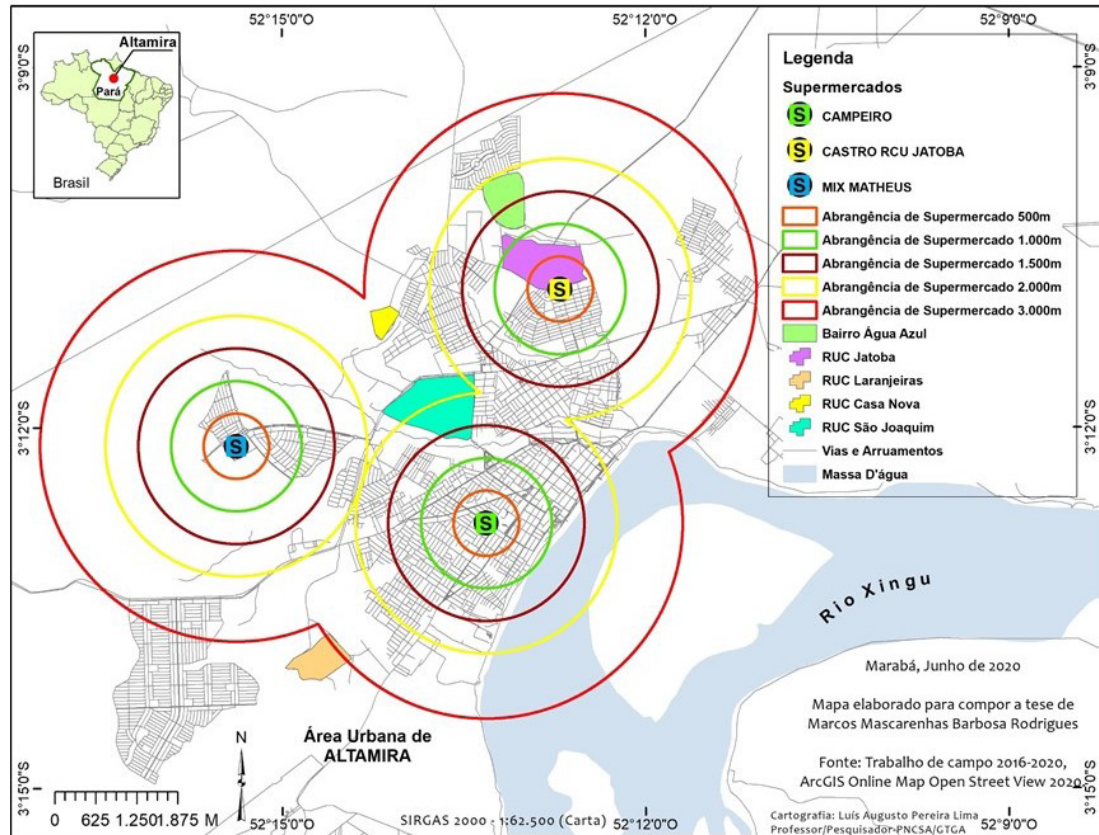 52°15'0"O
52°12'0"O
52°9'0"O
3°9'0"S
3°9'0"S
Altamira
Pará
Brasil
Legenda
Supermercados
S CAMPEIRO
S CASTRO RCU JATOBA
S MIX MATHEUS
Abrangência de Supermercado 500m
Abrangência de Supermercado 1.000m
Abrangência de Supermercado 1.500m
Abrangência de Supermercado 2.000m
Abrangência de Supermercado 3.000m
Bairro Água Azul
RUC Jatoba
RUC Laranjeiras
RUC Casa Nova
RUC São Joaquim
Vias e Arruamentos
Massa D'água
S
S
S
3°12'0"S
3°12'0"S
Rio Xingu
Marabá, Junho de 2020
Mapa elaborado para compor a tese de
Marcos Mascarenhas Barbosa Rodrigues
Fonte: Trabalho de campo 2016-2020,
ArcGIS Online Map Open Street View 2020
Área Urbana de
ALTAMIRA
N
3°15'0"S
3°15'0"S
0 625 1.2501.875 M
SIRGAS 2000 - 1:62.500 (Carta)
Cartografia: Luís Augusto Pereira Lima
Professor/Pesquisador-PNCSA/GTGA
52°15'0"O
52°12'0"O
52°9'0"O